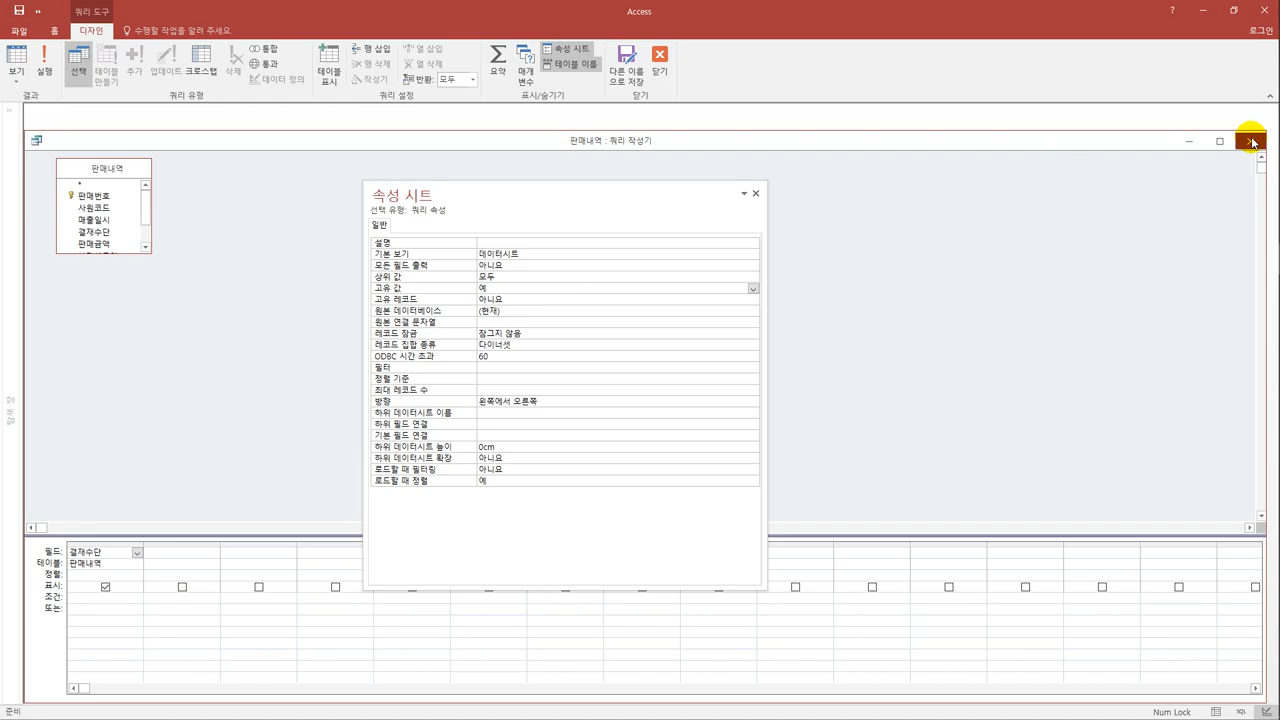 쿼리 도구
Access
?
파일
홈
디자인
수행할 작업을 알려 주세요.
로그인
보기
실행
선택
테이블 만들기
추가
업데이트
크로스탭
삭제
통합
통과
데이터 정의
테이블 표시
행 삽입
행 삭제
작성기
열 삽입
열 삭제
반환: 모두
요약
매개 변수
속성 시트
테이블 이름
다른 이름으로 저장
닫기
결과
쿼리 유형
쿼리 설정
표시/숨기기
닫기
판매내역 : 쿼리 작성기
판매내역
*
판매번호
사원코드
매출일시
결재수단
판매금액
속성 시트
선택 유형: 쿼리 속성
일반
설명
기본 보기 데이터시트
모든 필드 출력 아니요
상위 값 모두
고유 값 예
고유 레코드 아니요
원본 데이터베이스 (현재)
원본 연결 문자열
레코드 잠금 잠그지 않음
레코드 집합 종류 다이너셋
ODBC 시간 초과 60
필터
정렬 기준
최대 레코드 수
방향 왼쪽에서 오른쪽
하위 데이터시트 이름
하위 필드 연결
기본 필드 연결
하위 데이터시트 높이 0cm
하위 데이터시트 확장 아니요
로드할 때 필터링 아니요
로드할 때 정렬 예
탐색 창
필드: 결재수단
테이블: 판매내역
정렬:
표시:
조건:
또는:
준비
Num Lock
SQL